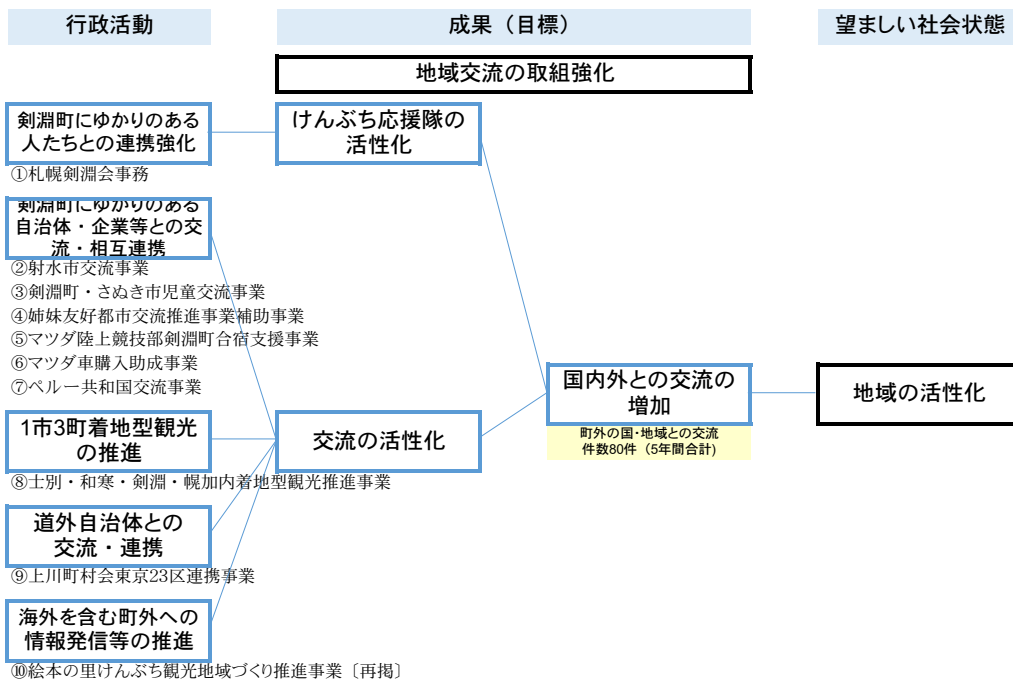 行政活動
成果（目標）
望ましい社会状態
地域交流の取組強化
剣淵町にゆかりのある
人たちとの連携強化
①札幌剣淵会事務
けんぶち応援隊の
活性化
剣淵町にゆかりのある
自治体・企業等との交
流・相互連携
②射水市交流事業
③剣淵町・さぬき市児童交流事業
④姉妹友好都市交流推進事業補助事業
⑤マツダ陸上競技部剣淵町合宿支援事業
⑥マツダ車購入助成事業
⑦ペルー共和国交流事業
1市3町着地型観光
の推進
⑧士別・和寒・剣淵・幌加内着地型観光推進事業
交流の活性化
国内外との交流の
増加
町外の国・地域との交流
件数80件（5年間合計)
地域の活性化
道外自治体との
交流・連携
⑨上川町村会東京23区連携事業
海外を含む町外への
情報発信等の推進
⑩絵本の里けんぶち観光地域づくり推進事業〔再掲〕